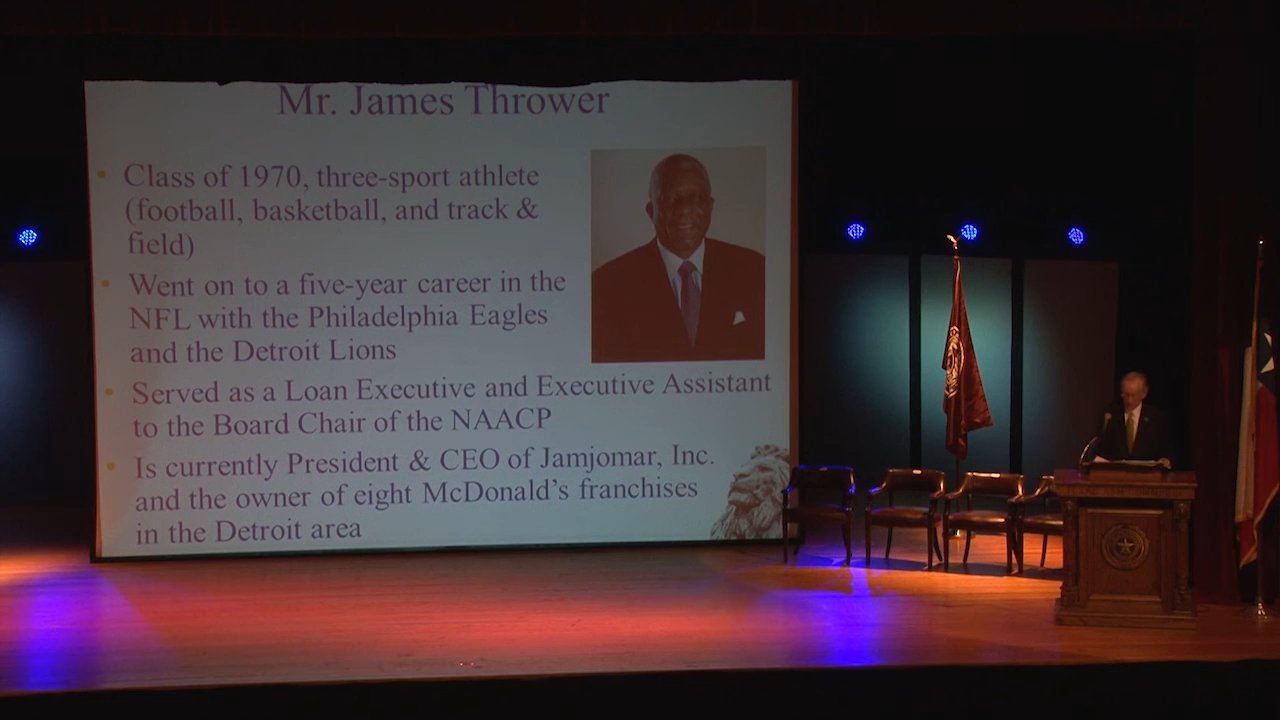 Mr. James Thrower
• Class of 1970, three-sport athlete
(football, basketball, and track &
field)
• Went on to a five-year career in the
NFL with the Philadelphia Eagles
and the Detroit Lions
• Served as a Loan Executive and Executive Assistant
to the Board Chair of the NAACP
• Is currently President & CEO of Jamjomar, Inc.
and the owner of eight McDonald's franchises
in the Detroit area